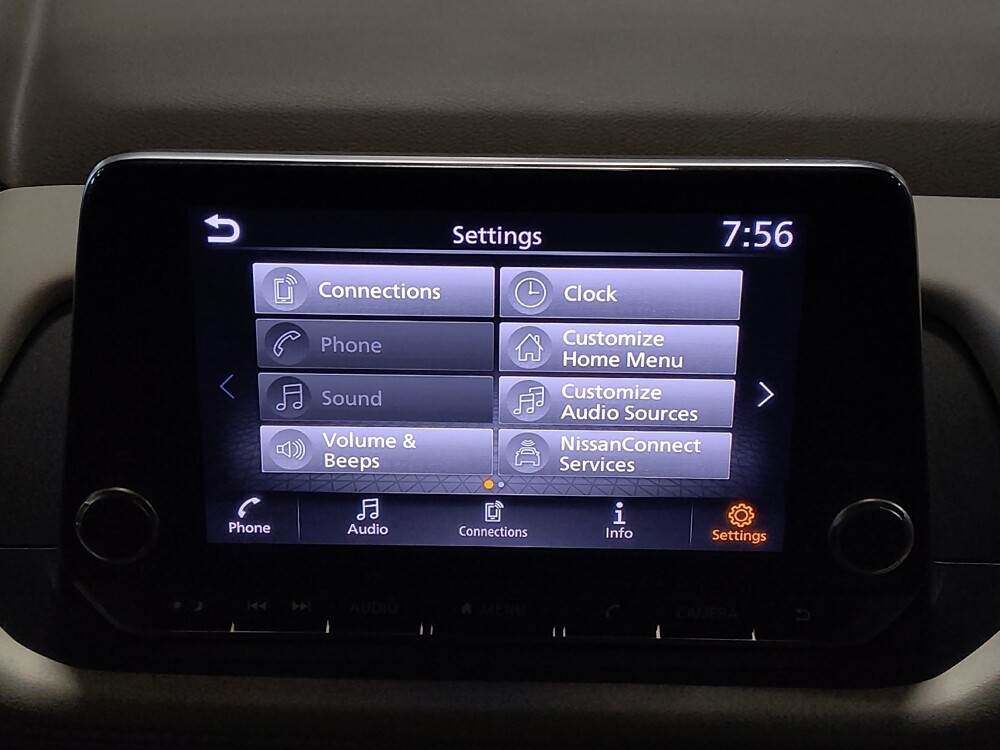 Settings
7:56
Connections
Clock
Phone
Customize
Home Menu
Sound
Customize
Audio Sources
Volume &
Beeps
NissanConnect
Services
Phone
Audio
Connections
Info
Settings
AUDIO
MENU
CAMERA